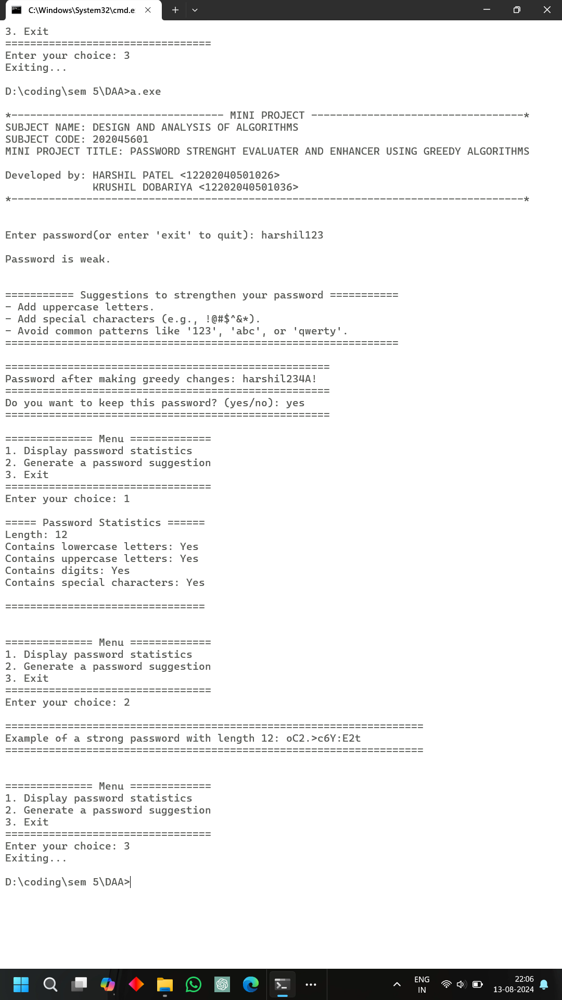 C:\Windows\System32\cmd.e
3. Exit
=================================
Enter your choice: 3
Exiting...
D:\coding\sem 5\DAA>a.exe
*---------------------------------- MINI PROJECT ----------------------------------*
SUBJECT NAME: DESIGN AND ANALYSIS OF ALGORITHMS
SUBJECT CODE: 202045601
MINI PROJECT TITLE: PASSWORD STRENGHT EVALUATER AND ENHANCER USING GREEDY ALGORITHMS
Developed by: HARSHIL PATEL <12202040501026>
KRUSHIL DOBARIYA <12202040501036>
*----------------------------------------------------------------------------------*
Enter password(or enter 'exit' to quit): harshil123
Password is weak.
=========== Suggestions to strengthen your password ===========
- Add uppercase letters.
- Add special characters (e.g., !@#$^&*).
- Avoid common patterns like '123', 'abc', or 'qwerty'.
===============================================================
====================================================
Password after making greedy changes: harshil234A!
====================================================
Do you want to keep this password? (yes/no): yes
====================================================
============== Menu =============
1. Display password statistics
2. Generate a password suggestion
3. Exit
=================================
Enter your choice: 1
===== Password Statistics ======
Length: 12
Contains lowercase letters: Yes
Contains uppercase letters: Yes
Contains digits: Yes
Contains special characters: Yes
================================
============== Menu =============
1. Display password statistics
2. Generate a password suggestion
3. Exit
=================================
Enter your choice: 2
===================================================================
Example of a strong password with length 12: oC2.>c6Y:E2t
===================================================================
============== Menu =============
1. Display password statistics
2. Generate a password suggestion
3. Exit
=================================
Enter your choice: 3
Exiting...
D:\coding\sem 5\DAA>
ENG
IN
22:06
13-08-2024